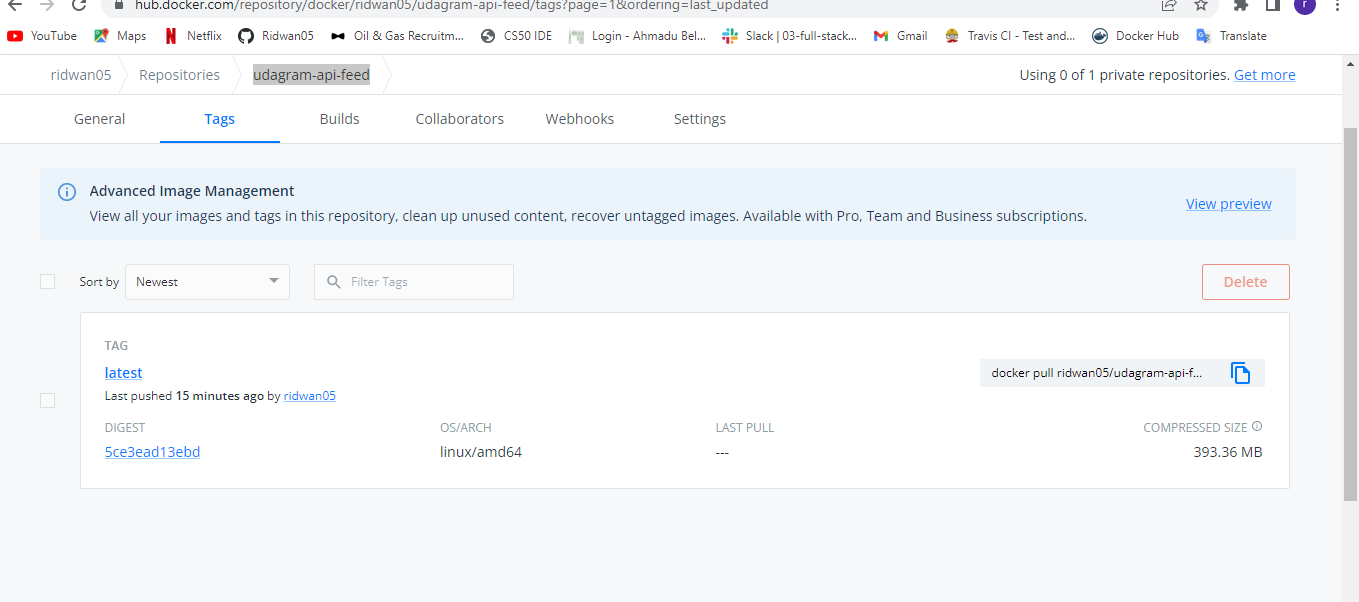 hub.docker.com/repository/docker/ridwan05/udagram-api-feed/tags?page=1&ordering=last_updated
r
YouTube Maps Netflix Ridwan05 Oil & Gas Recruitm... CS50 IDE Login - Ahmadu Bel... Slack | 03-full-stack... Gmail Travis CI - Test and... Docker Hub Translate
ridwan05 Repositories udagram-api-feed Using 0 of 1 private repositories. Get more
General Tags Builds Collaborators Webhooks Settings
Advanced Image Management
View all your images and tags in this repository, clean up unused content, recover untagged images. Available with Pro, Team and Business subscriptions.
View preview
Sort by Newest Filter Tags Delete
TAG
latest
docker pull ridwan05/udagram-api-f...
Last pushed 15 minutes ago by ridwan05
DIGEST OS/ARCH LAST PULL COMPRESSED SIZE
5ce3ead13ebd linux/amd64 --- 393.36 MB